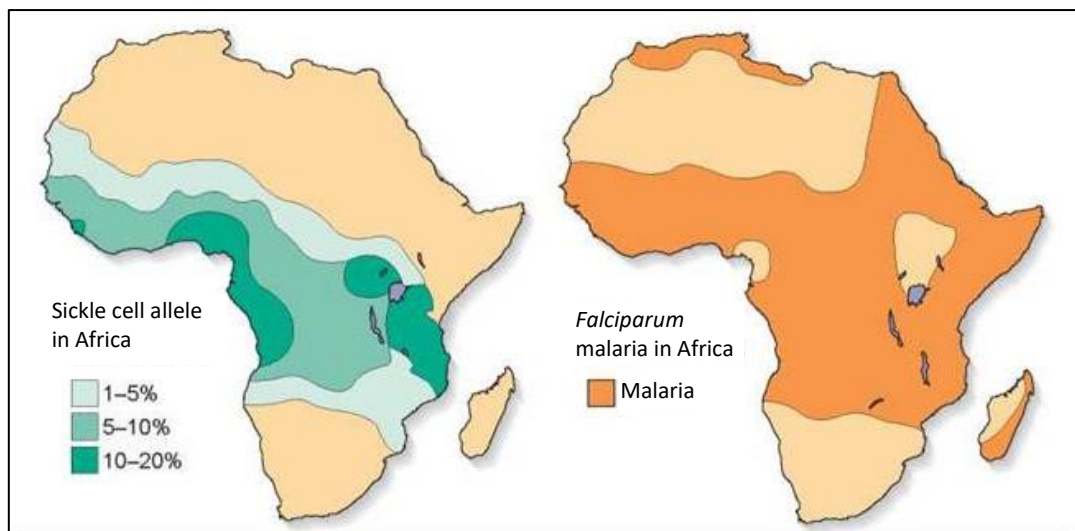 Sickle cell allele
in Africa
1–5%
5–10%
10–20%
Falciparum
malaria in Africa
Malaria